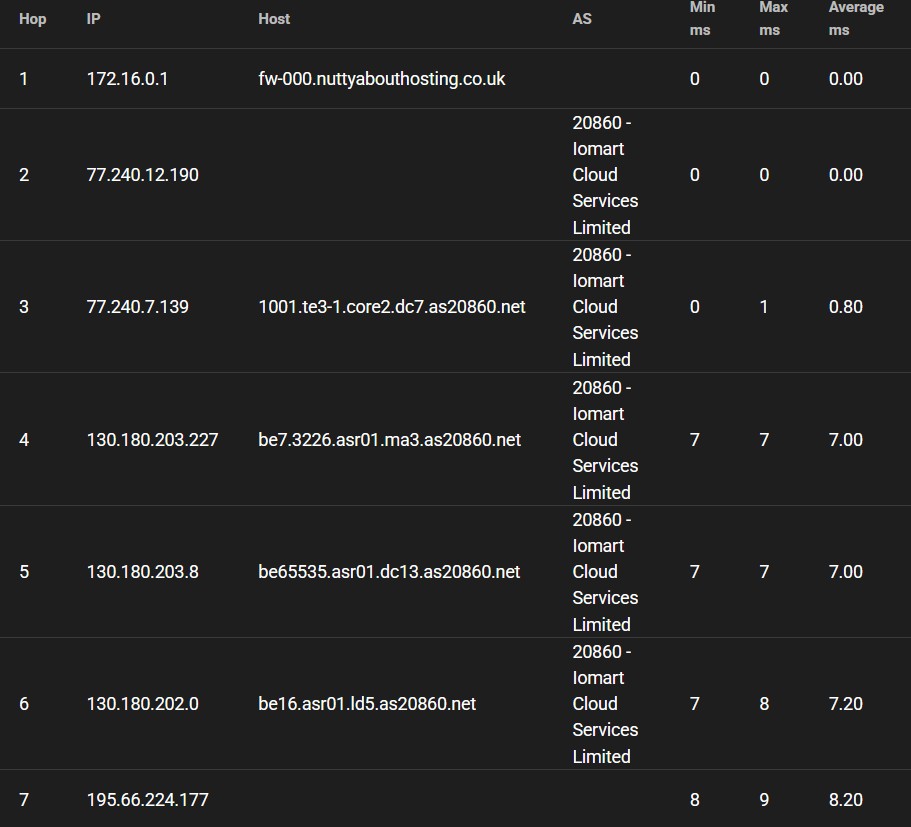 Hop IP Host AS Min ms Max ms Average ms
1 172.16.0.1 fw-000.nuttyabouthosting.co.uk 0 0 0.00
2 77.240.12.190 20860 - Iomart Cloud Services Limited 0 0 0.00
3 77.240.7.139 1001.te3-1.core2.dc7.as20860.net 20860 - Iomart Cloud Services Limited 0 1 0.80
4 130.180.203.227 be7.3226.asr01.ma3.as20860.net 20860 - Iomart Cloud Services Limited 7 7 7.00
5 130.180.203.8 be65535.asr01.dc13.as20860.net 20860 - Iomart Cloud Services Limited 7 7 7.00
6 130.180.202.0 be16.asr01.ld5.as20860.net 20860 - Iomart Cloud Services Limited 7 8 7.20
7 195.66.224.177 8 9 8.20